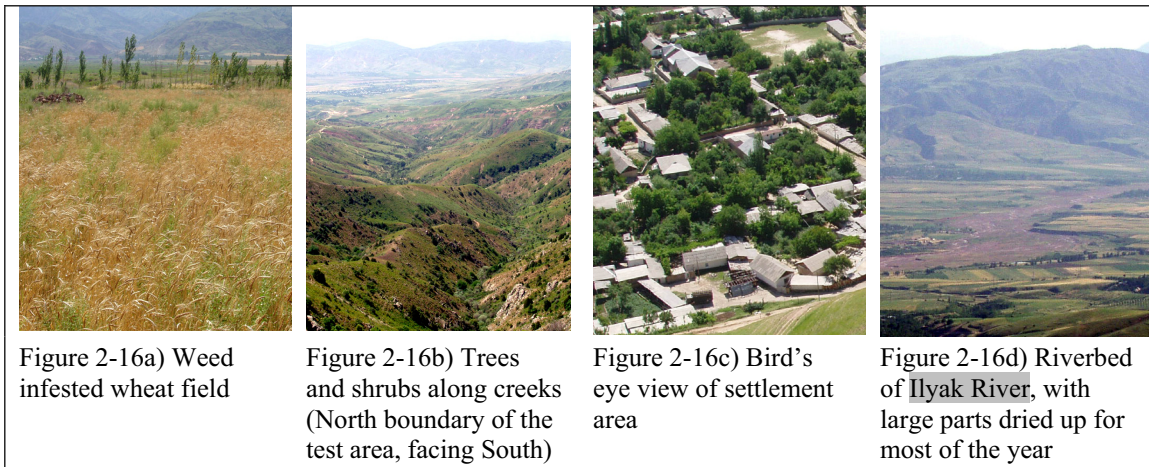 Figure 2-16a) Weed
infested wheat field
Figure 2-16b) Trees
and shrubs along creeks
(North boundary of the
test area, facing South)
Figure 2-16c) Bird’s
eye view of settlement
area
Figure 2-16d) Riverbed
of Ilyak River, with
large parts dried up for
most of the year